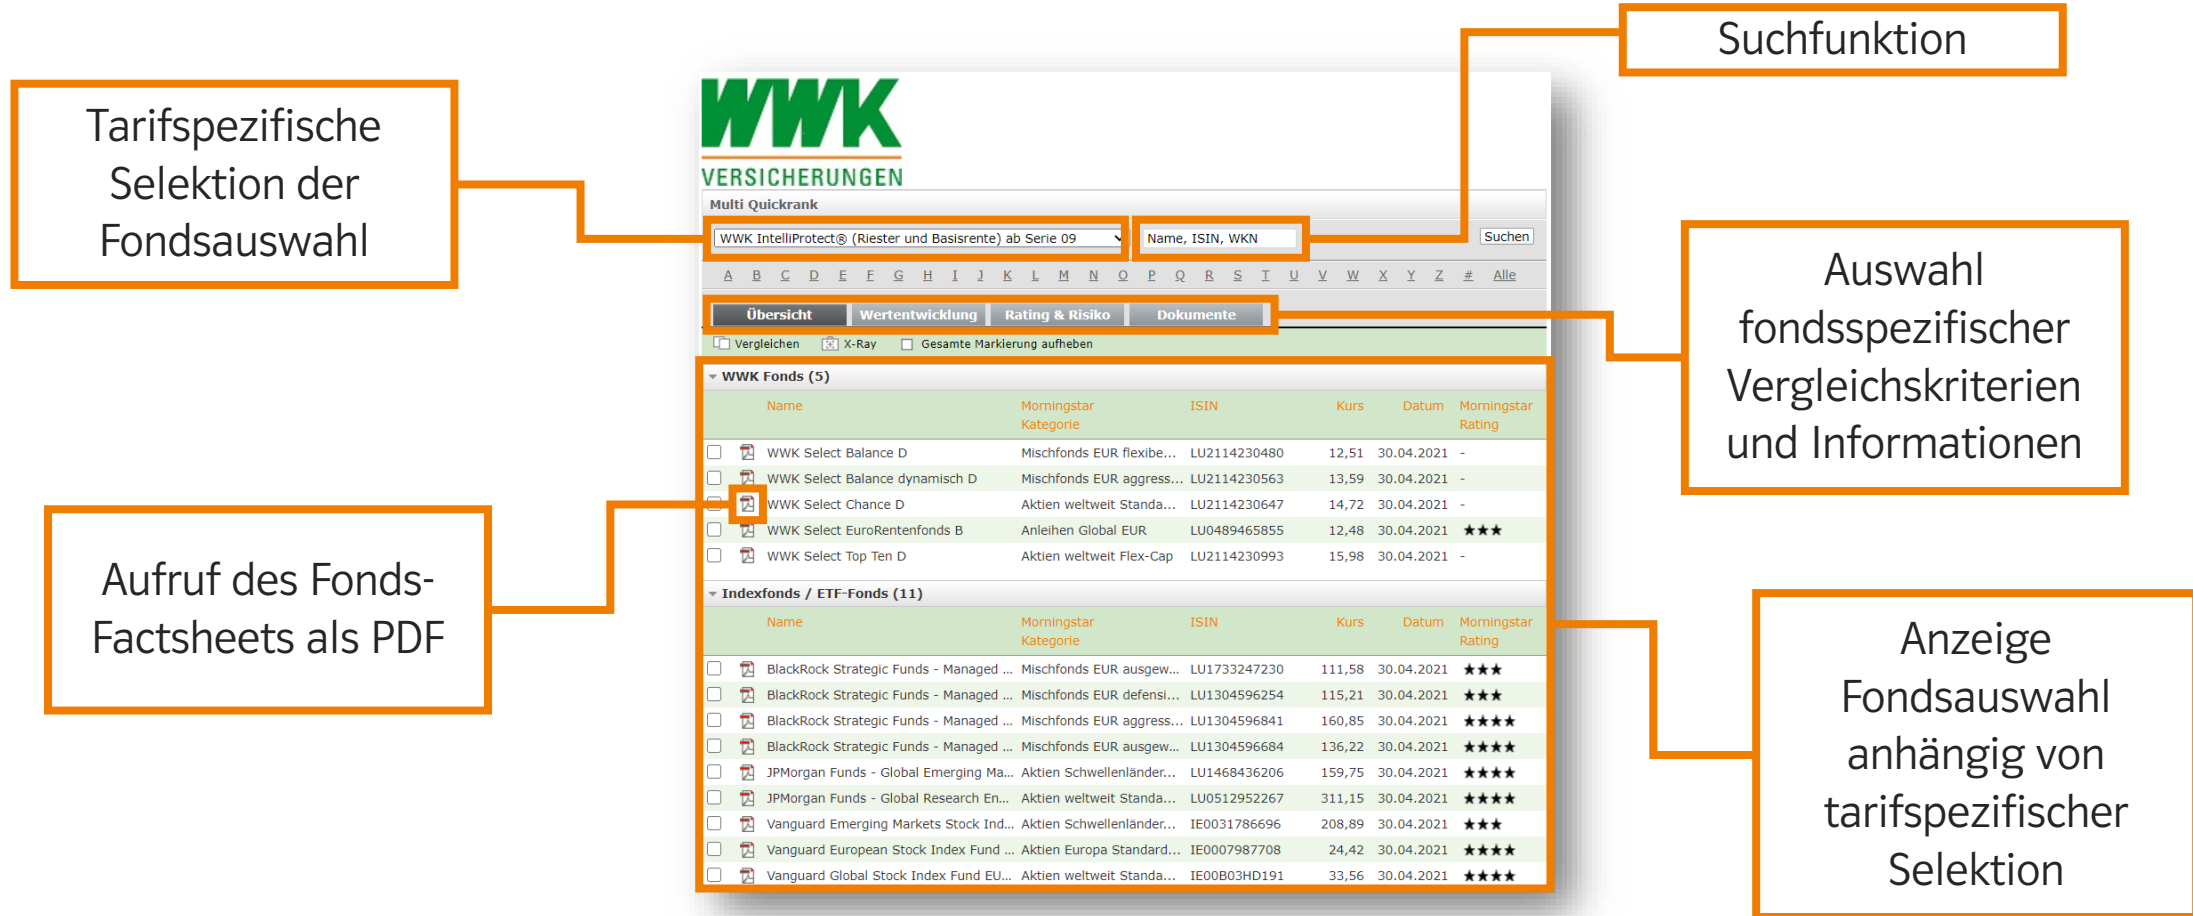 Suchfunktion
Tarifspezifische
Selektion der
Fondsauswahl
WWK
VERSICHERUNGEN
Multi Quickrank
WWK IntelliProtect® (Riester und Basisrente) ab Serie 09 Name, ISIN, WKN Suchen
A B C D E F G H I J K L M N O P Q R S T U V W X Y Z # Alle
Übersicht Wertentwicklung Rating & Risiko Dokumente
Vergleichen X-Ray Gesamte Markierung aufheben
Auswahl
fondsspezifischer
Vergleichskriterien
und Informationen
WWK Fonds (5)
Name Morningstar Kategorie ISIN Kurs Datum Morningstar Rating
WWK Select Balance D Mischfonds EUR flexibe... LU2114230480 12,51 30.04.2021 -
WWK Select Balance dynamisch D Mischfonds EUR aggress... LU2114230563 13,59 30.04.2021 -
WWK Select Chance D Aktien weltweit Standa... LU2114230647 14,72 30.04.2021 -
WWK Select EuroRentenfonds B Anleihen Global EUR LU0489465855 12,48 30.04.2021 ★★★
WWK Select Top Ten D Aktien weltweit Flex-Cap LU2114230993 15,98 30.04.2021 -
Aufruf des Fonds-
Factsheets als PDF
Indexfonds / ETF-Fonds (11)
Name Morningstar Kategorie ISIN Kurs Datum Morningstar Rating
BlackRock Strategic Funds - Managed ... Mischfonds EUR ausgew... LU1733247230 111,58 30.04.2021 ★★★
BlackRock Strategic Funds - Managed ... Mischfonds EUR defensi... LU1304596254 115,21 30.04.2021 ★★★
BlackRock Strategic Funds - Managed ... Mischfonds EUR aggress... LU1304596841 160,85 30.04.2021 ★★★★
BlackRock Strategic Funds - Managed ... Mischfonds EUR ausgew... LU1304596684 136,22 30.04.2021 ★★★★
JPMorgan Funds - Global Emerging Ma... Aktien Schwellenländer... LU1468436206 159,75 30.04.2021 ★★★★
JPMorgan Funds - Global Research En... Aktien weltweit Standa... LU0512952267 311,15 30.04.2021 ★★★★
Vanguard Emerging Markets Stock Ind... Aktien Schwellenländer... IE0031786696 208,89 30.04.2021 ★★★
Vanguard European Stock Index Fund ... Aktien Europa Standard... IE0007987708 24,42 30.04.2021 ★★★★
Vanguard Global Stock Index Fund EU... Aktien weltweit Standa... IE00B03HD191 33,56 30.04.2021 ★★★★
Anzeige
Fondsauswahl
anhängig von
tarifspezifischer
Selektion